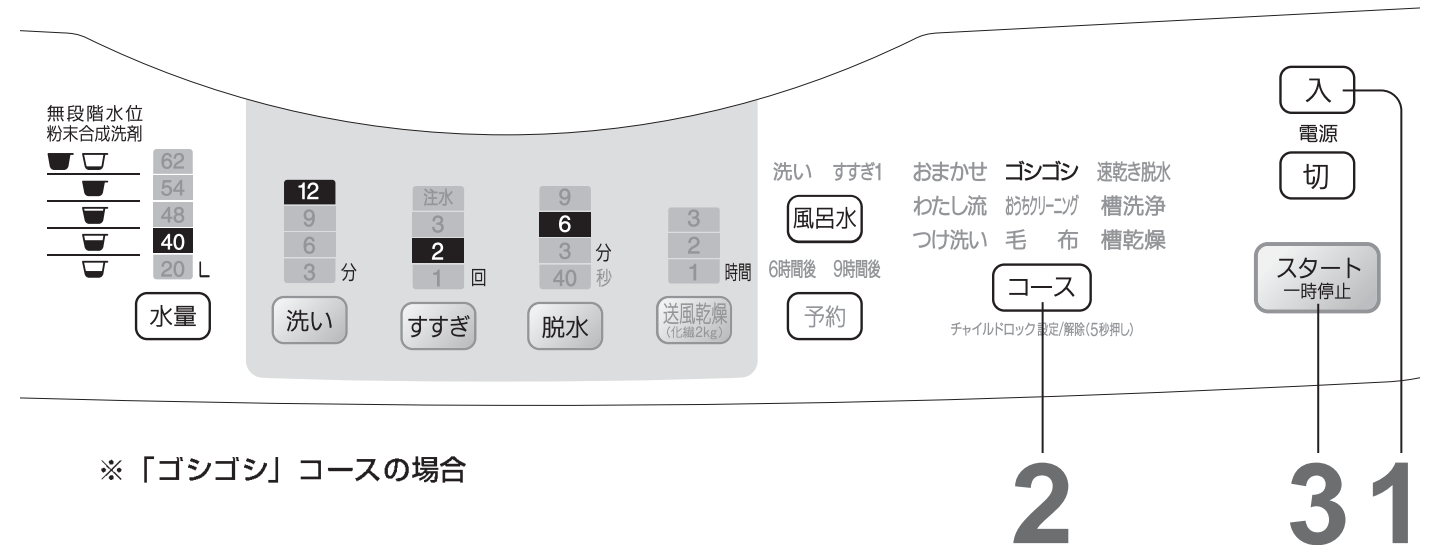 無段階水位
粉末合成洗剤
62
54
48
40
20 L
水量
12
9
6
3 分
洗い
注水
3
2
1 回
すすぎ
9
6
3 分
40 秒
脱水
3
2
1 時間
送風乾燥
(化繊2kg)
洗い すすぎ1
風呂水
6時間後 9時間後
予約
おまかせ ゴシゴシ 速乾き脱水
わたし流 おうちクリーニング 槽洗浄
つけ洗い 毛布 槽乾燥
コース
チャイルドロック設定/解除(5秒押し)
入
電源
切
スタート
一時停止
※「ゴシゴシ」コースの場合
2
3
1